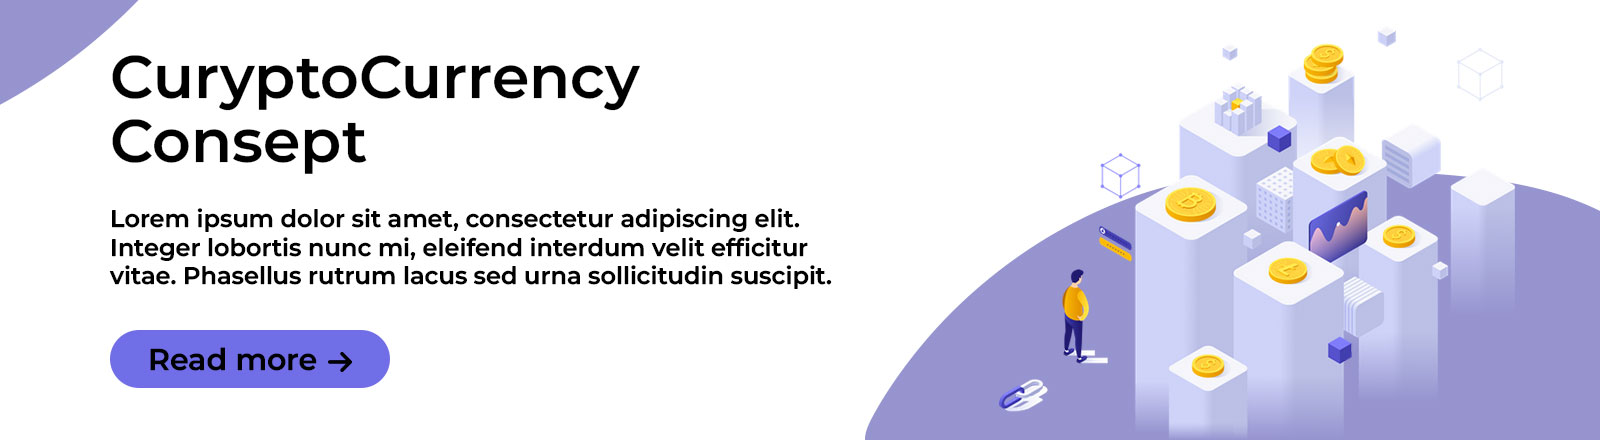 CuryptoCurrency
Consept
Lorem ipsum dolor sit amet, consectetur adipiscing elit.
Integer lobortis nunc mi, eleifend interdum velit efficitur
vitae. Phasellus rutrum lacus sed urna sollicitudin suscipit.
Read more →